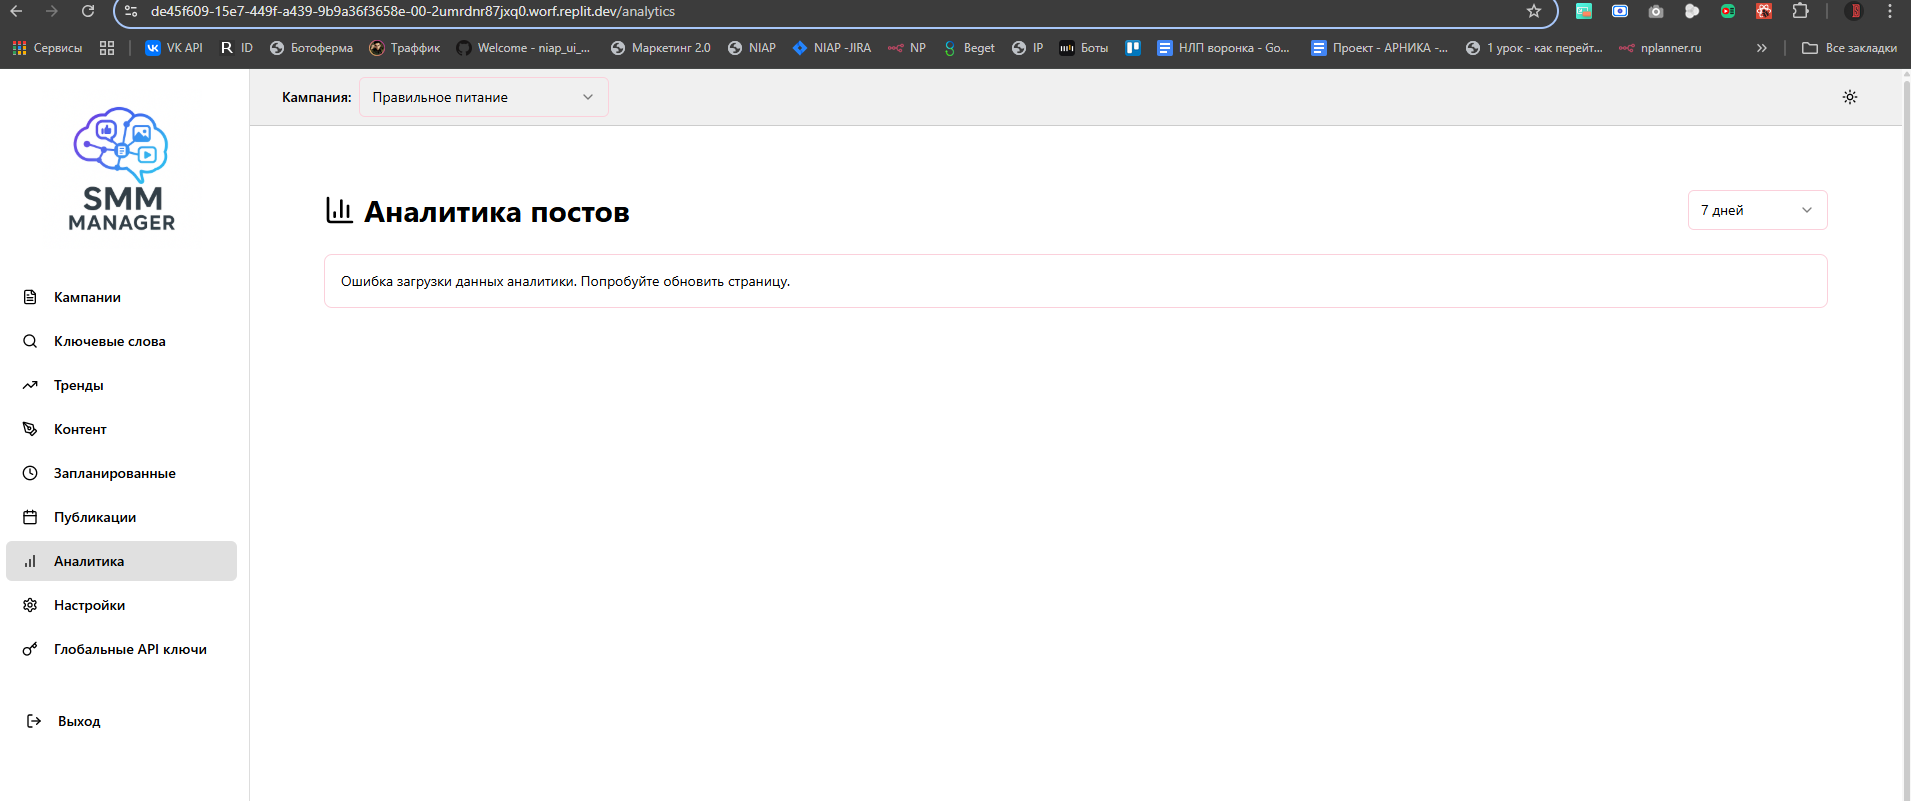 de45f609-15e7-449f-a439-9b9a36f3658e-00-2umrdnr87jxq0.worf.replit.dev/analytics
Сервисы VK API ID Ботоферма Траффик Welcome - niap_ui_... Маркетинг 2.0 NIAP NIAP -JIRA NP Beget IP Боты НЛП воронка - Go... Проект - АРНИКА -... 1 урок - как перейт... nplanner.ru Все закладки
Кампания: Правильное питание
SMM
MANAGER
Аналитика постов
7 дней
Ошибка загрузки данных аналитики. Попробуйте обновить страницу.
Кампании
Ключевые слова
Тренды
Контент
Запланированные
Публикации
Аналитика
Настройки
Глобальные API ключи
Выход